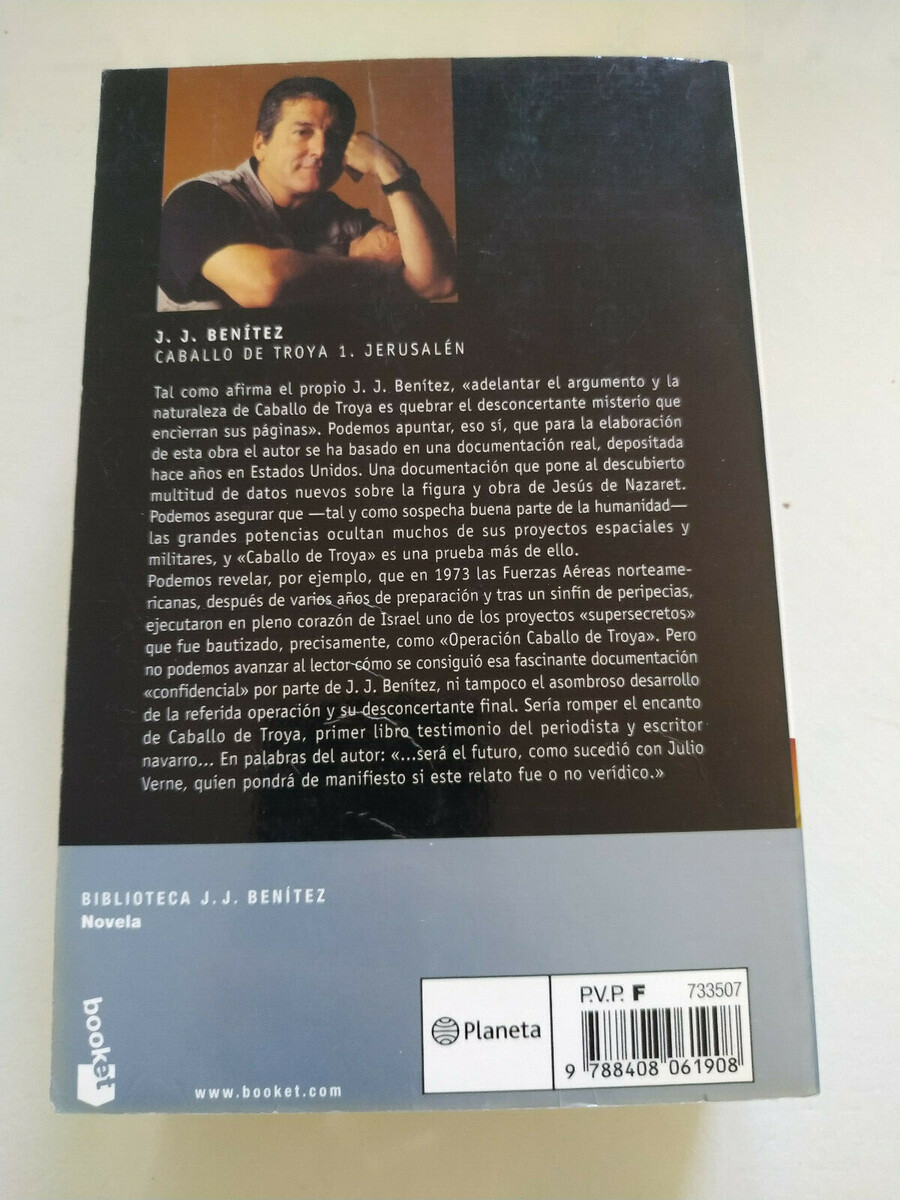 J. J. BENÍTEZ
CABALLO DE TROYA 1. JERUSALÉN
Tal como afirma el propio J. J. Benítez, «adelantar el argumento y la
naturaleza de Caballo de Troya es quebrar el desconcertante misterio que
encierran sus páginas». Podemos apuntar, eso sí, que para la elaboración
de esta obra el autor se ha basado en una documentación real, depositada
hace años en Estados Unidos. Una documentación que pone al descubierto
multitud de datos nuevos sobre la figura y obra de Jesús de Nazaret.
Podemos asegurar que —tal y como sospecha buena parte de la humanidad—
las grandes potencias ocultan muchos de sus proyectos espaciales y
militares, y «Caballo de Troya» es una prueba más de ello.
Podemos revelar, por ejemplo, que en 1973 las Fuerzas Aéreas norteame-
ricanas, después de varios años de preparación y tras un sinfín de peripecias,
ejecutaron en pleno corazón de Israel uno de los proyectos «supersecretos»
que fue bautizado, precisamente, como «Operación Caballo de Troya». Pero
no podemos avanzar al lector cómo se consiguió esa fascinante documentación
«confidencial» por parte de J. J. Benítez, ni tampoco el asombroso desarrollo
de la referida operación y su desconcertante final. Sería romper el encanto
de Caballo de Troya, primer libro testimonio del periodista y escritor
navarro... En palabras del autor: «...será el futuro, como sucedió con Julio
Verne, quien pondrá de manifiesto si este relato fue o no verídico.»
BIBLIOTECA J. J. BENÍTEZ
Novela
booket
www.booket.com
Planeta
P.V.P. F 733507
9 788408 061908